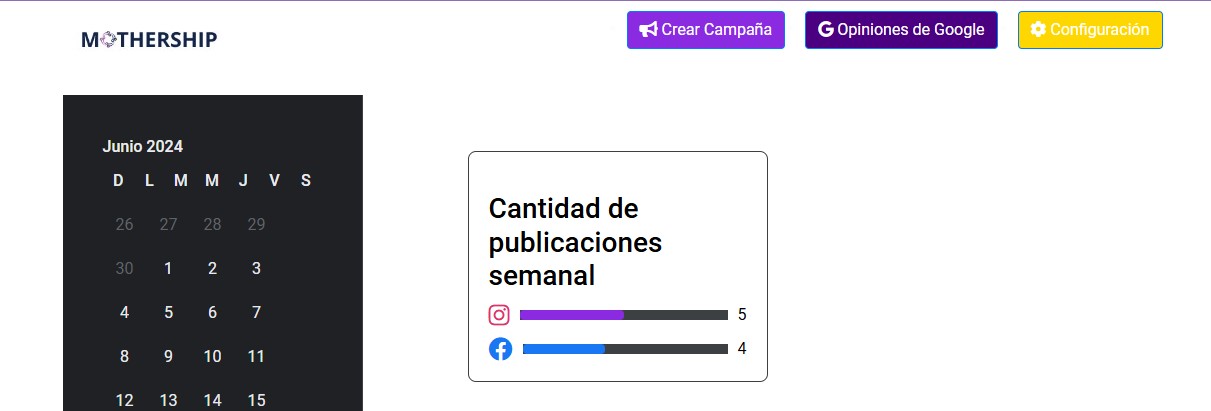 MOTHERSHIP
Crear Campaña
Opiniones de Google
Configuración
Junio 2024
D L M M J V S
26 27 28 29
30 1 2 3
4 5 6 7
8 9 10 11
12 13 14 15
Cantidad de
publicaciones
semanal
5
4